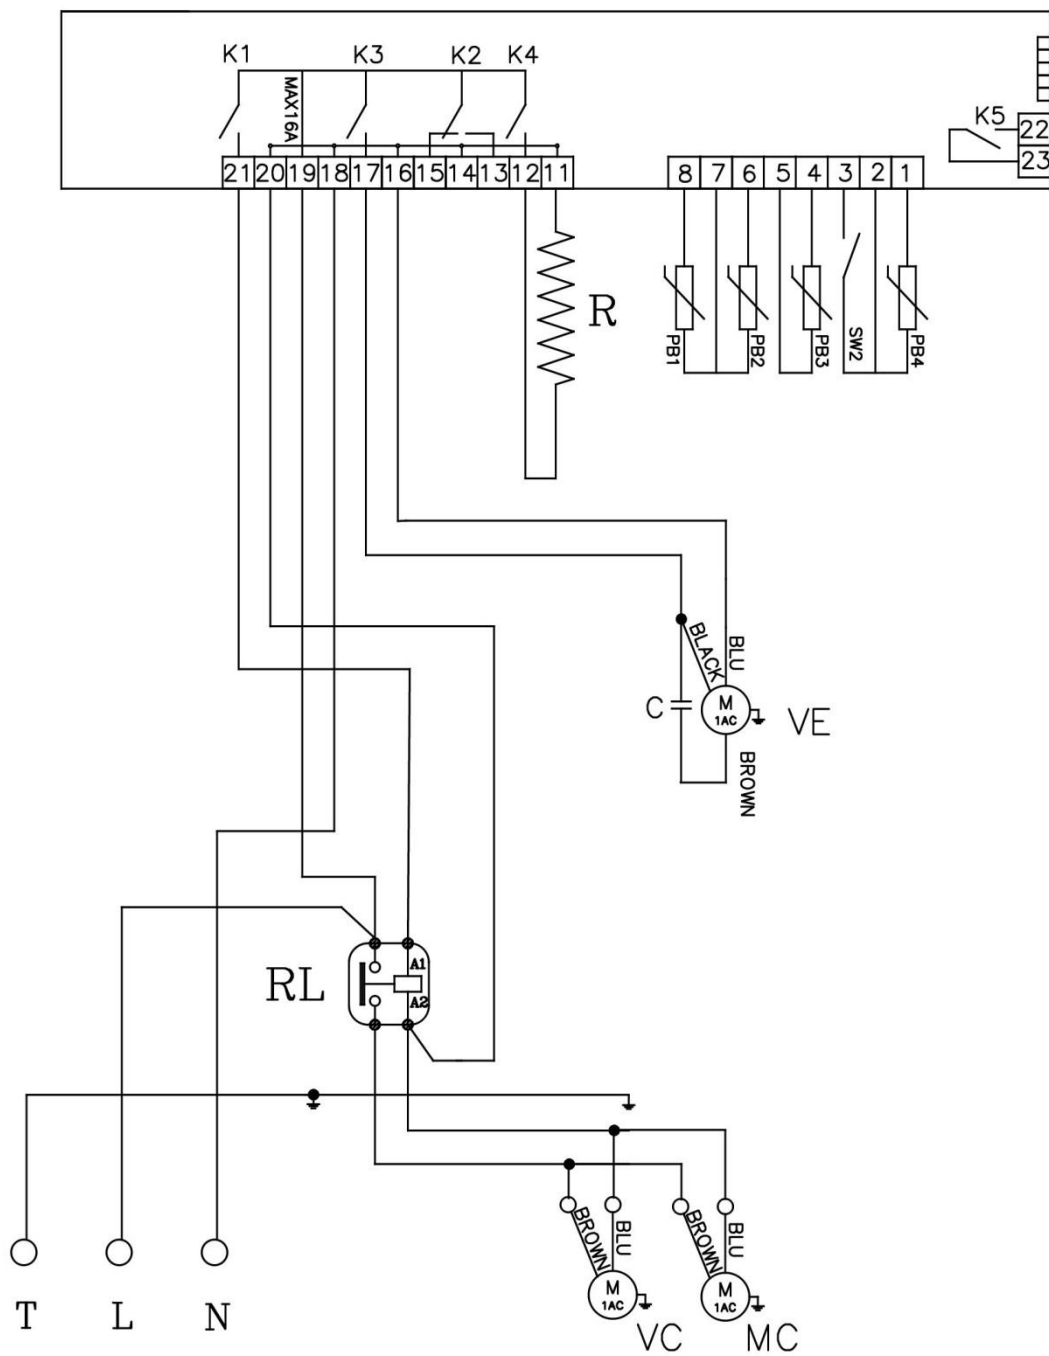 K1 K3 K2 K4
MAX16A
K5
22
23
21 20 19 18 17 16 15 14 13 12 11
8 7 6 5 4 3 2 1
R
PB1 PB2 PB3 SW2 PB4
BLACK
BLU
C
M
1AC
VE
BROWN
RL
A1
A2
BROWN
BLU
BROWN
BLU
M
1AC
M
1AC
T L N
VC MC